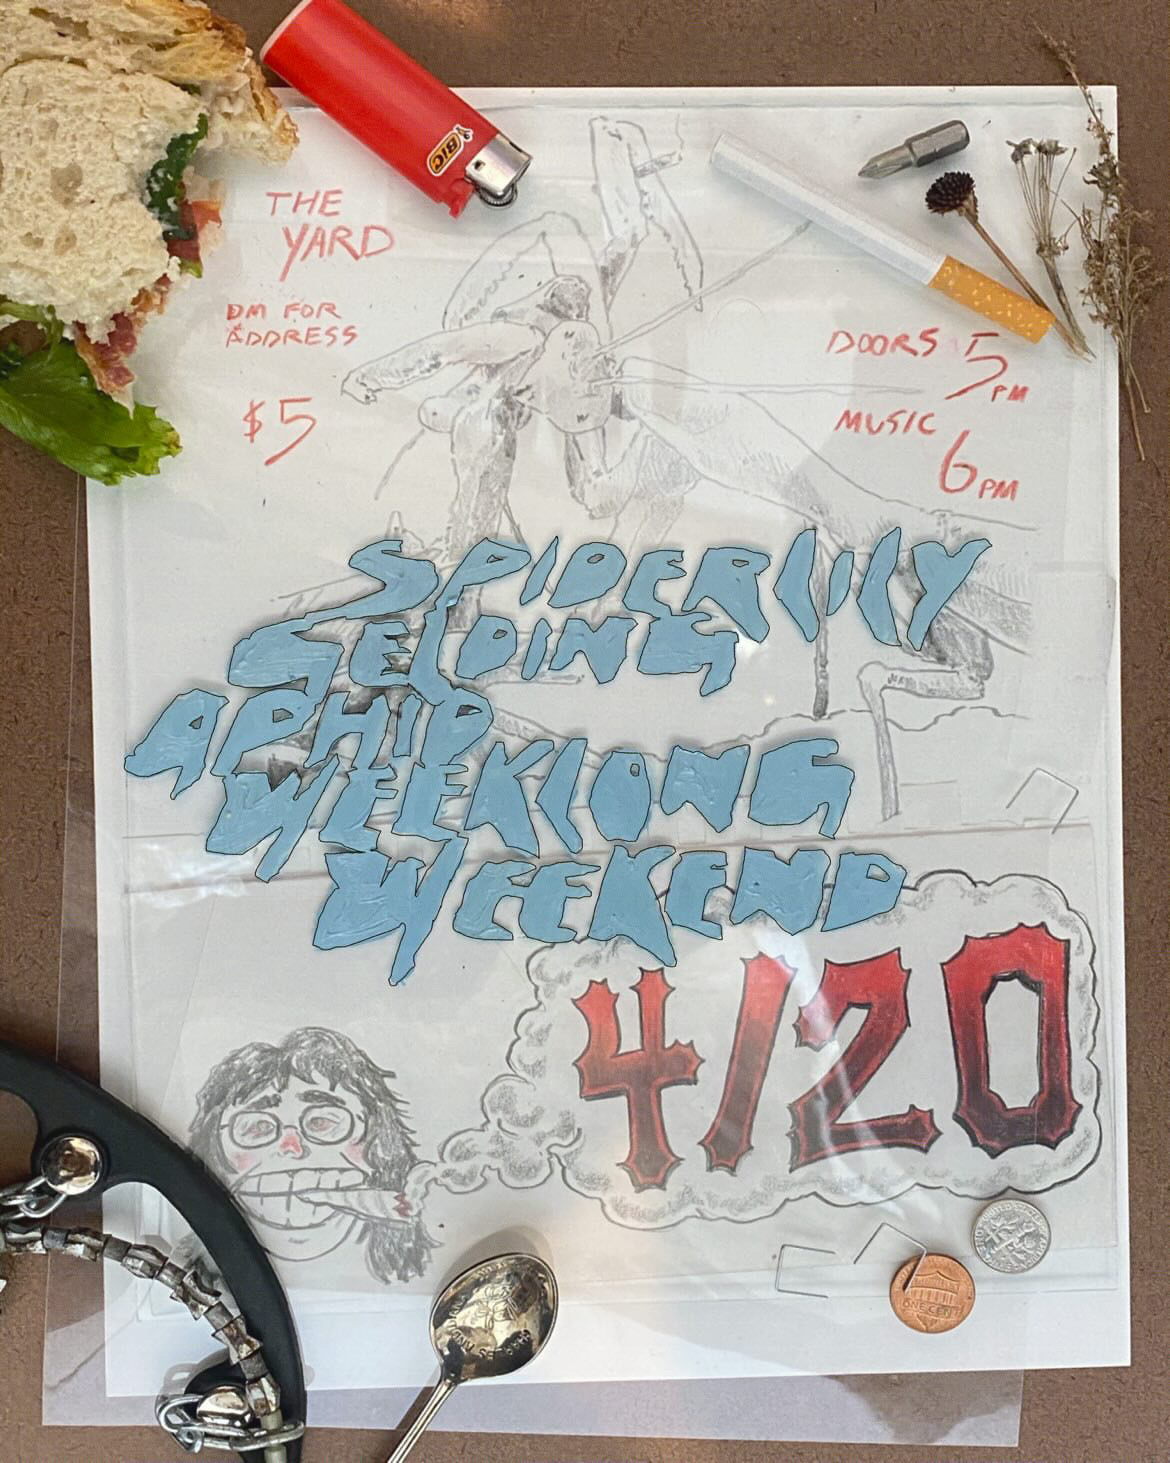 BIC
THE
YARD
DM FOR
ADDRESS
$5
DOORS 5PM
MUSIC
6PM
SPIDERLILY
GELDING
APHID
WEEKLONG
WEEKEND
4/20
ONE CENT